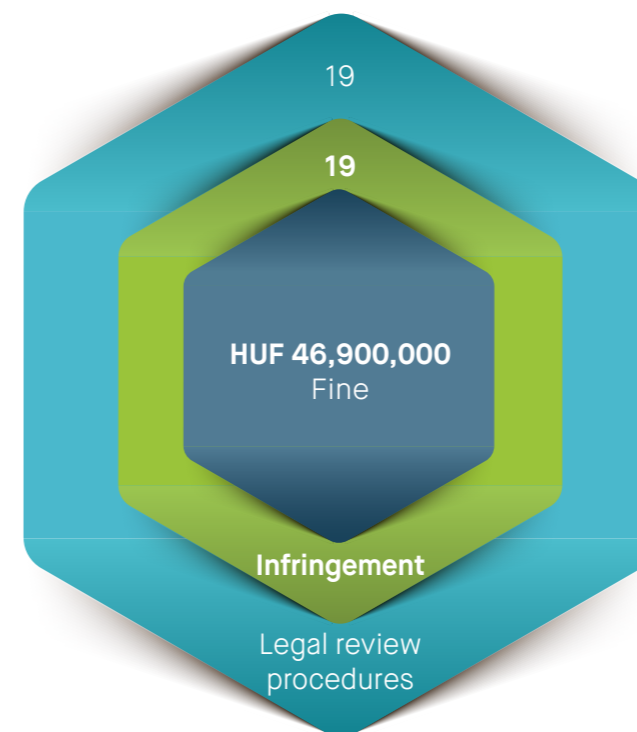 19
19
HUF 46,900,000
Fine
Infringement
Legal review
procedures